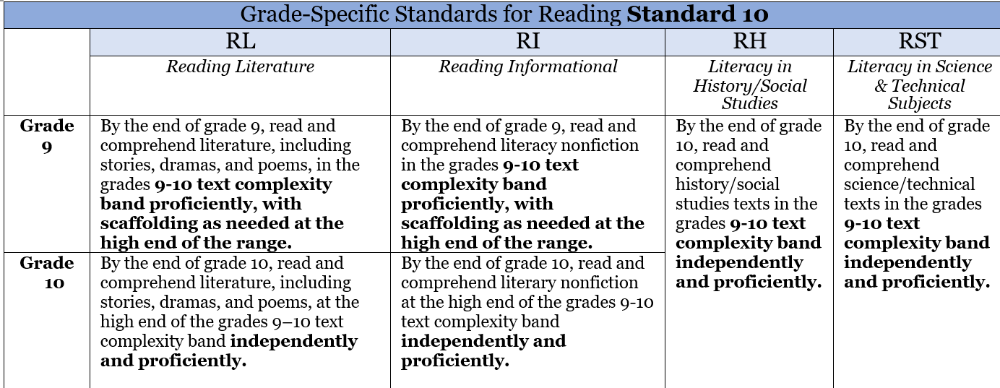 Grade-Specific Standards for Reading Standard 10
RL
RI
RH
RST
Reading Literature
Reading Informational
Literacy in
History/Social
Studies
Literacy in Science
& Technical
Subjects
Grade
9
By the end of grade 9, read and
comprehend literature, including
stories, dramas, and poems, in the
grades 9-10 text complexity
band proficiently, with
scaffolding as needed at the
high end of the range.
By the end of grade 9, read and
comprehend literacy nonfiction
in the grades 9-10 text
complexity band
proficiently, with
scaffolding as needed at the
high end of the range.
By the end of grade
10, read and
comprehend
history/social
studies texts in the
grades 9-10 text
complexity band
independently
and proficiently.
By the end of grade
10, read and
comprehend
science/technical
texts in the grades
9-10 text
complexity band
independently
and proficiently.
Grade
10
By the end of grade 10, read and
comprehend literature, including
stories, dramas, and poems, at the
high end of the grades 9–10 text
complexity band independently
and proficiently.
By the end of grade 10, read and
comprehend literary nonfiction
at the high end of the grades 9-10
text complexity band
independently and
proficiently.